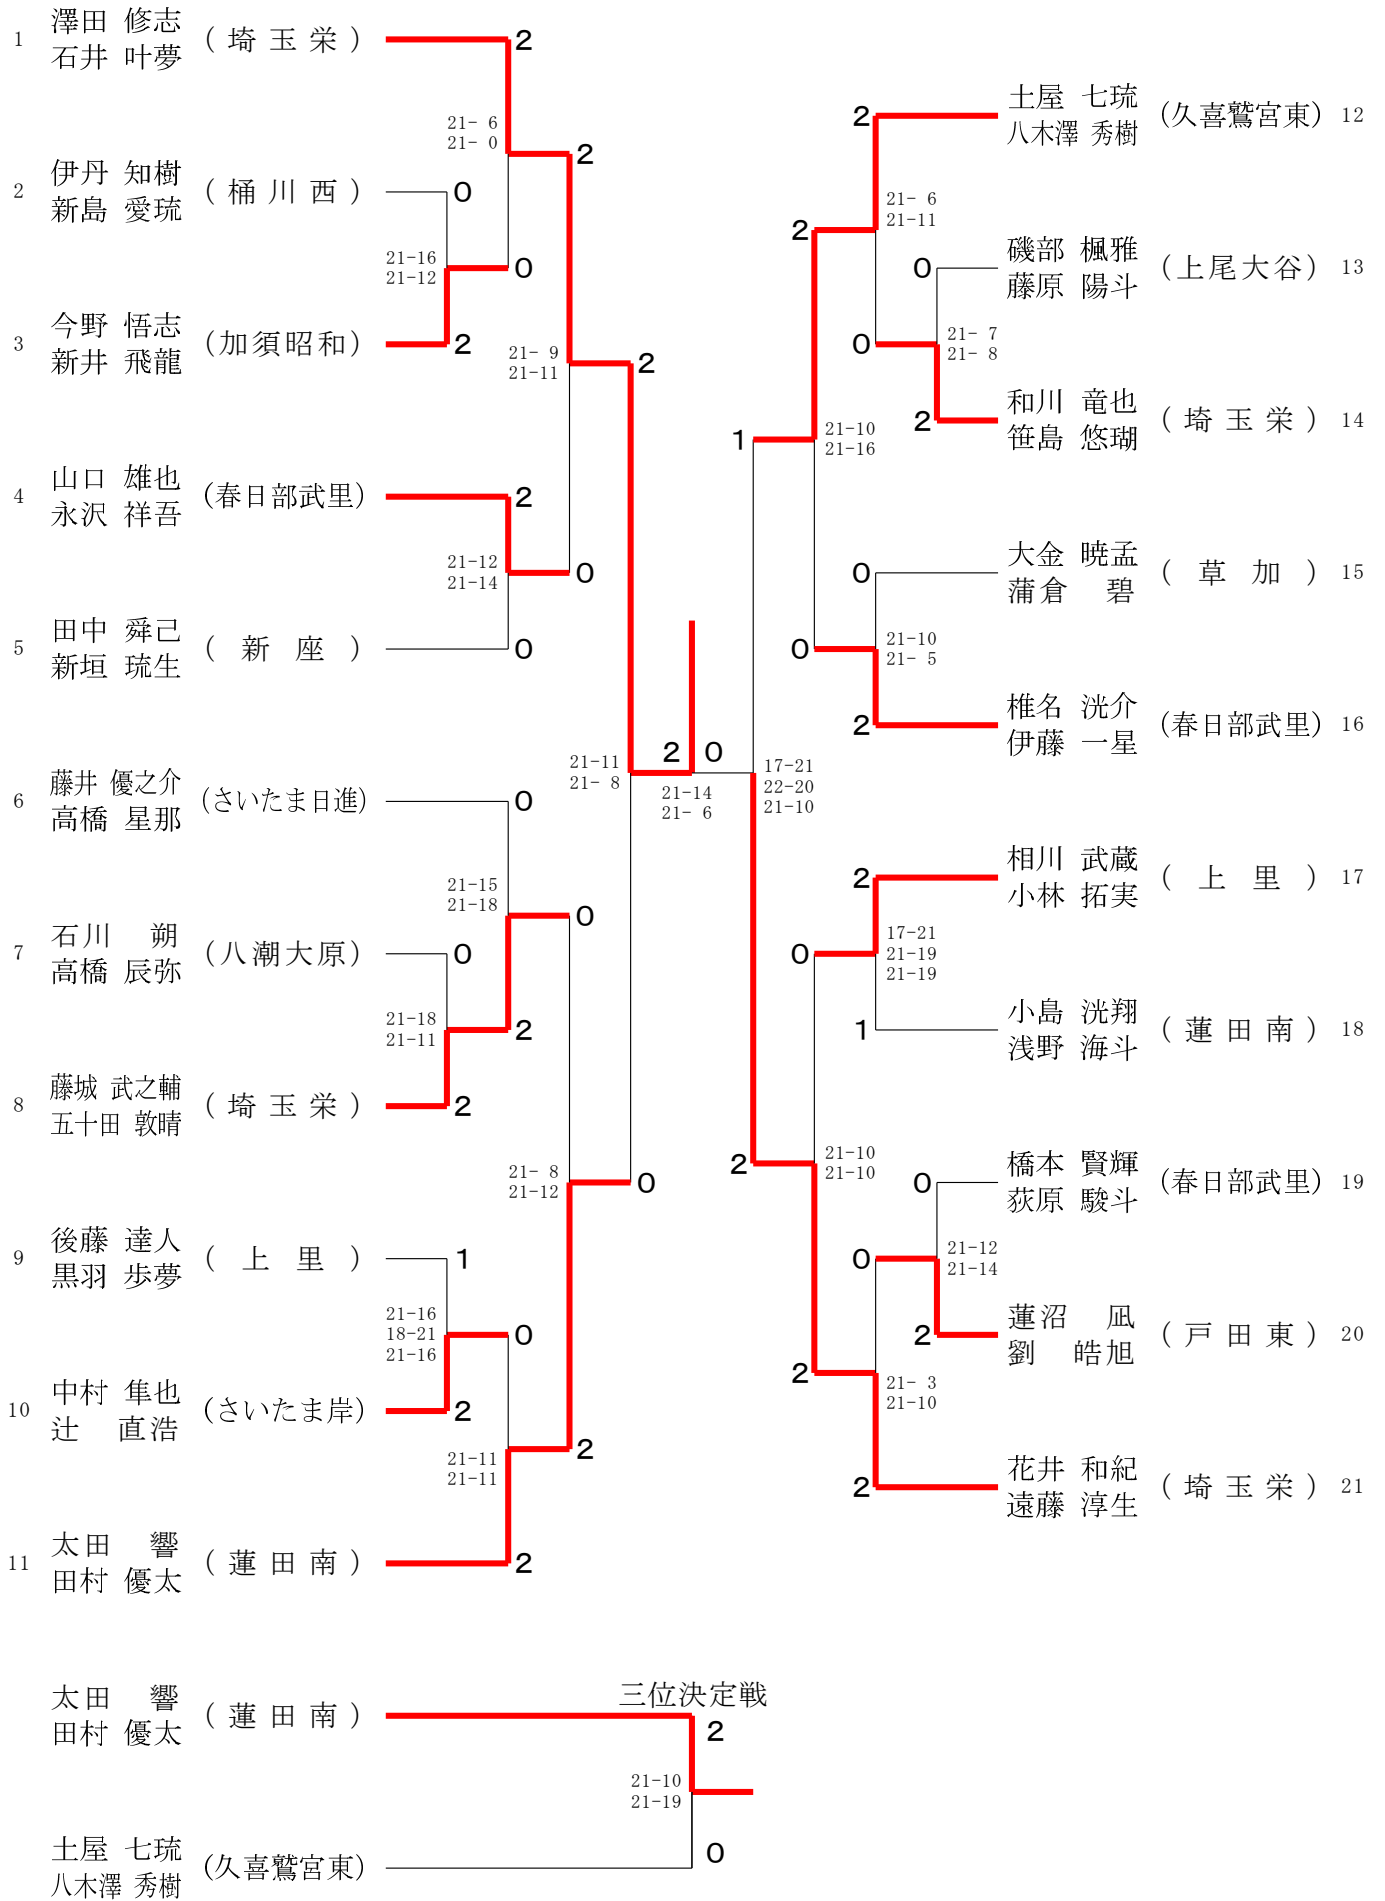 1 澤田 修志 (埼玉栄) 2
石井 叶夢
21- 6
21- 0
2
2 伊丹 知樹 (桶川西) 0
新島 愛琉
21-16
21-12
0
3 今野 悟志 (加須昭和) 2
新井 飛龍
21- 9
21-11
2
4 山口 雄也 (春日部武里) 2
永沢 祥吾
21-12
21-14
0
5 田中 舜己 (新座) 0
新垣 琉生
21-11
21- 8
2 0
21-14
21- 6
6 藤井 優之介 (さいたま日進) 0
高橋 星那
21-15
21-18
0
7 石川 朔 (八潮大原) 0
高橋 辰弥
21-18
21-11
2
8 藤城 武之輔 (埼玉栄) 2
五十田 敦晴
21- 8
21-12
0
9 後藤 達人 (上里) 1
黒羽 歩夢
21-16
18-21
21-16
0
10 中村 隼也 (さいたま岸) 2
辻 直浩
21-11
21-11
2
11 太田 響 (蓮田南) 2
田村 優太
2 土屋 七琉 (久喜鷲宮東) 12
八木澤 秀樹
21- 6
21-11
2
0 磯部 楓雅 (上尾大谷) 13
藤原 陽斗
21- 7
21- 8
0
2 和川 竜也 (埼玉栄) 14
笹島 悠瑚
21-10
21-16
1
0 大金 暁孟 (草加) 15
蒲倉 碧
21-10
21- 5
0
2 椎名 洸介 (春日部武里) 16
伊藤 一星
17-21
22-20
21-10
2 相川 武蔵 (上里) 17
小林 拓実
17-21
21-19
21-19
0
1 小島 洸翔 (蓮田南) 18
浅野 海斗
21-10
21-10
2
0 橋本 賢輝 (春日部武里) 19
荻原 駿斗
21-12
21-14
0
2 蓮沼 凪 (戸田東) 20
劉 皓旭
21- 3
21-10
2
2 花井 和紀 (埼玉栄) 21
遠藤 淳生
三位決定戦
太田 響 (蓮田南) 2
田村 優太
21-10
21-19
土屋 七琉 (久喜鷲宮東) 0
八木澤 秀樹